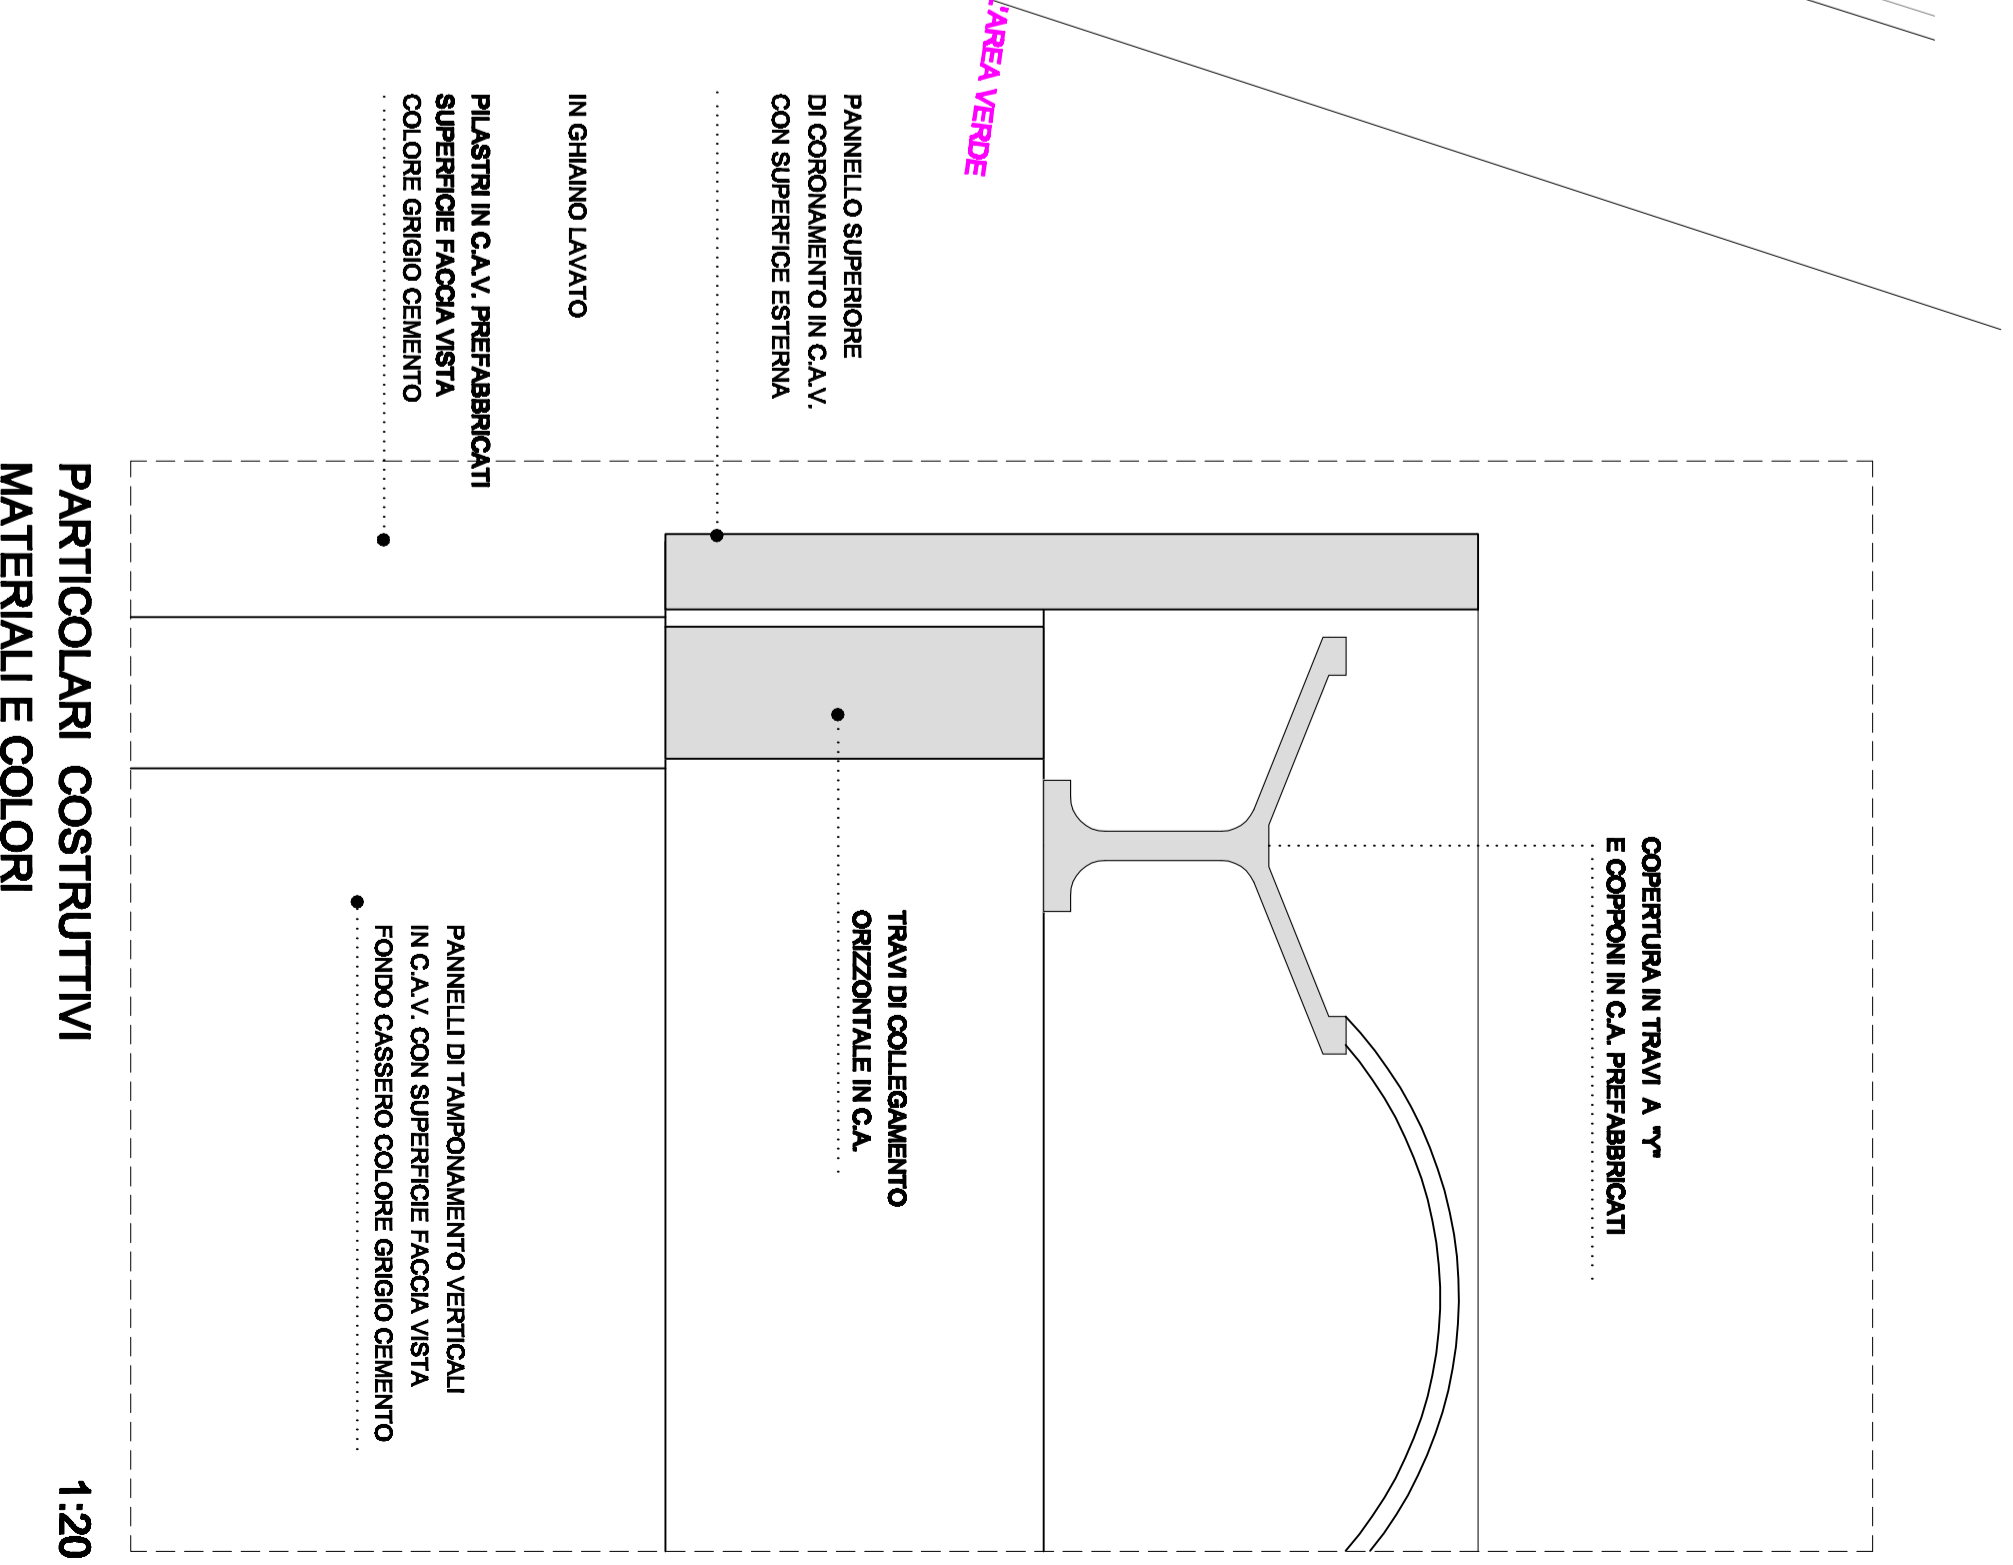 'AREA VERDE
PANNELLO SUPERIORE
DI CORONAMENTO IN C.A.V.
CON SUPERFICE ESTERNA
IN GHIAINO LAVATO
PILASTRI IN C.A.V. PREFABBRICATI
SUPERFICIE FACCIA VISTA
COLORE GRIGIO CEMENTO
COPERTURA IN TRAVI A "Y"
E COPPONI IN C.A. PREFABBRICATI
TRAVI DI COLLEGAMENTO
ORIZZONTALE IN C.A.
PANNELLI DI TAMPONAMENTO VERTICALI
IN C.A.V. CON SUPERFICIE FACCIA VISTA
FONDO CASSERO COLORE GRIGIO CEMENTO
PARTICOLARI COSTRUTTIVI 1:20
MATERIALI E COLORI